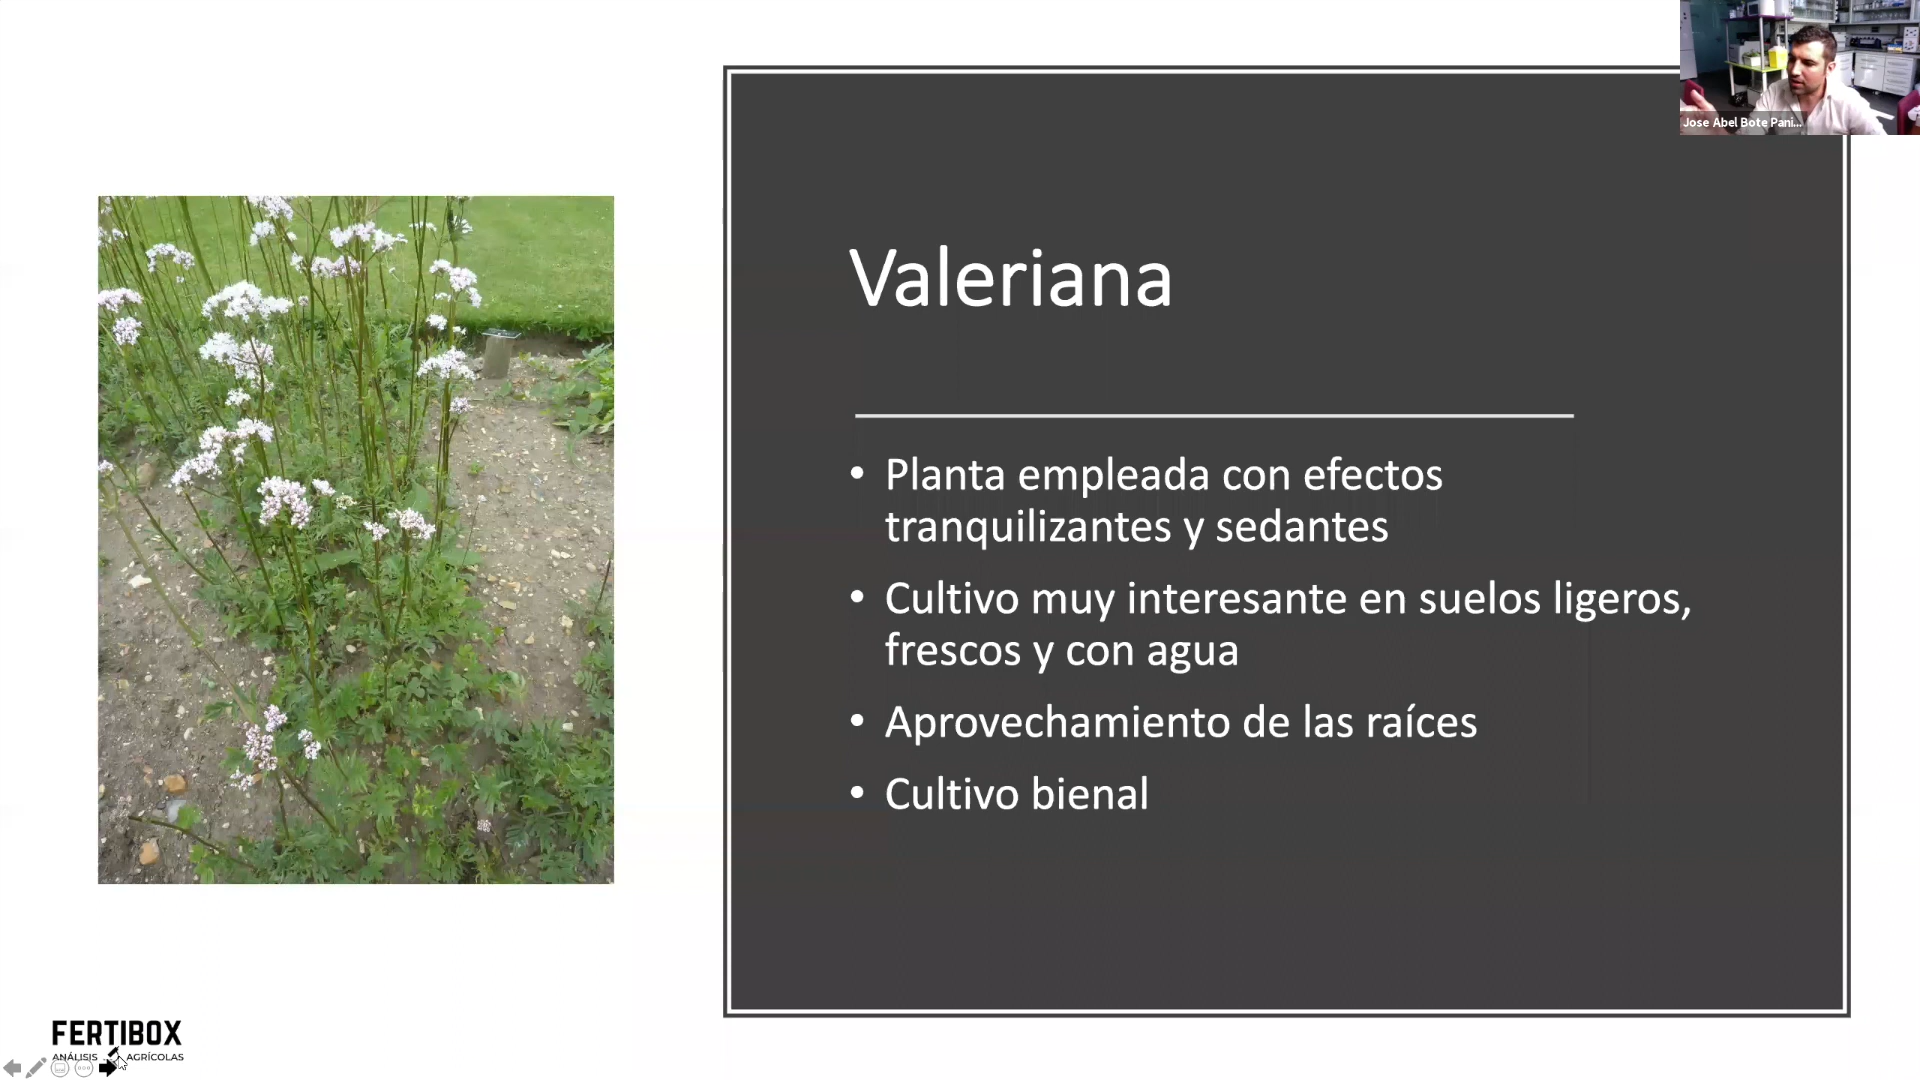 Jose Abel Bote Pani...
Valeriana
• Planta empleada con efectos
tranquilizantes y sedantes
• Cultivo muy interesante en suelos ligeros,
frescos y con agua
• Aprovechamiento de las raíces
• Cultivo bienal
FERTIBOX
ANÁLISIS AGRÍCOLAS